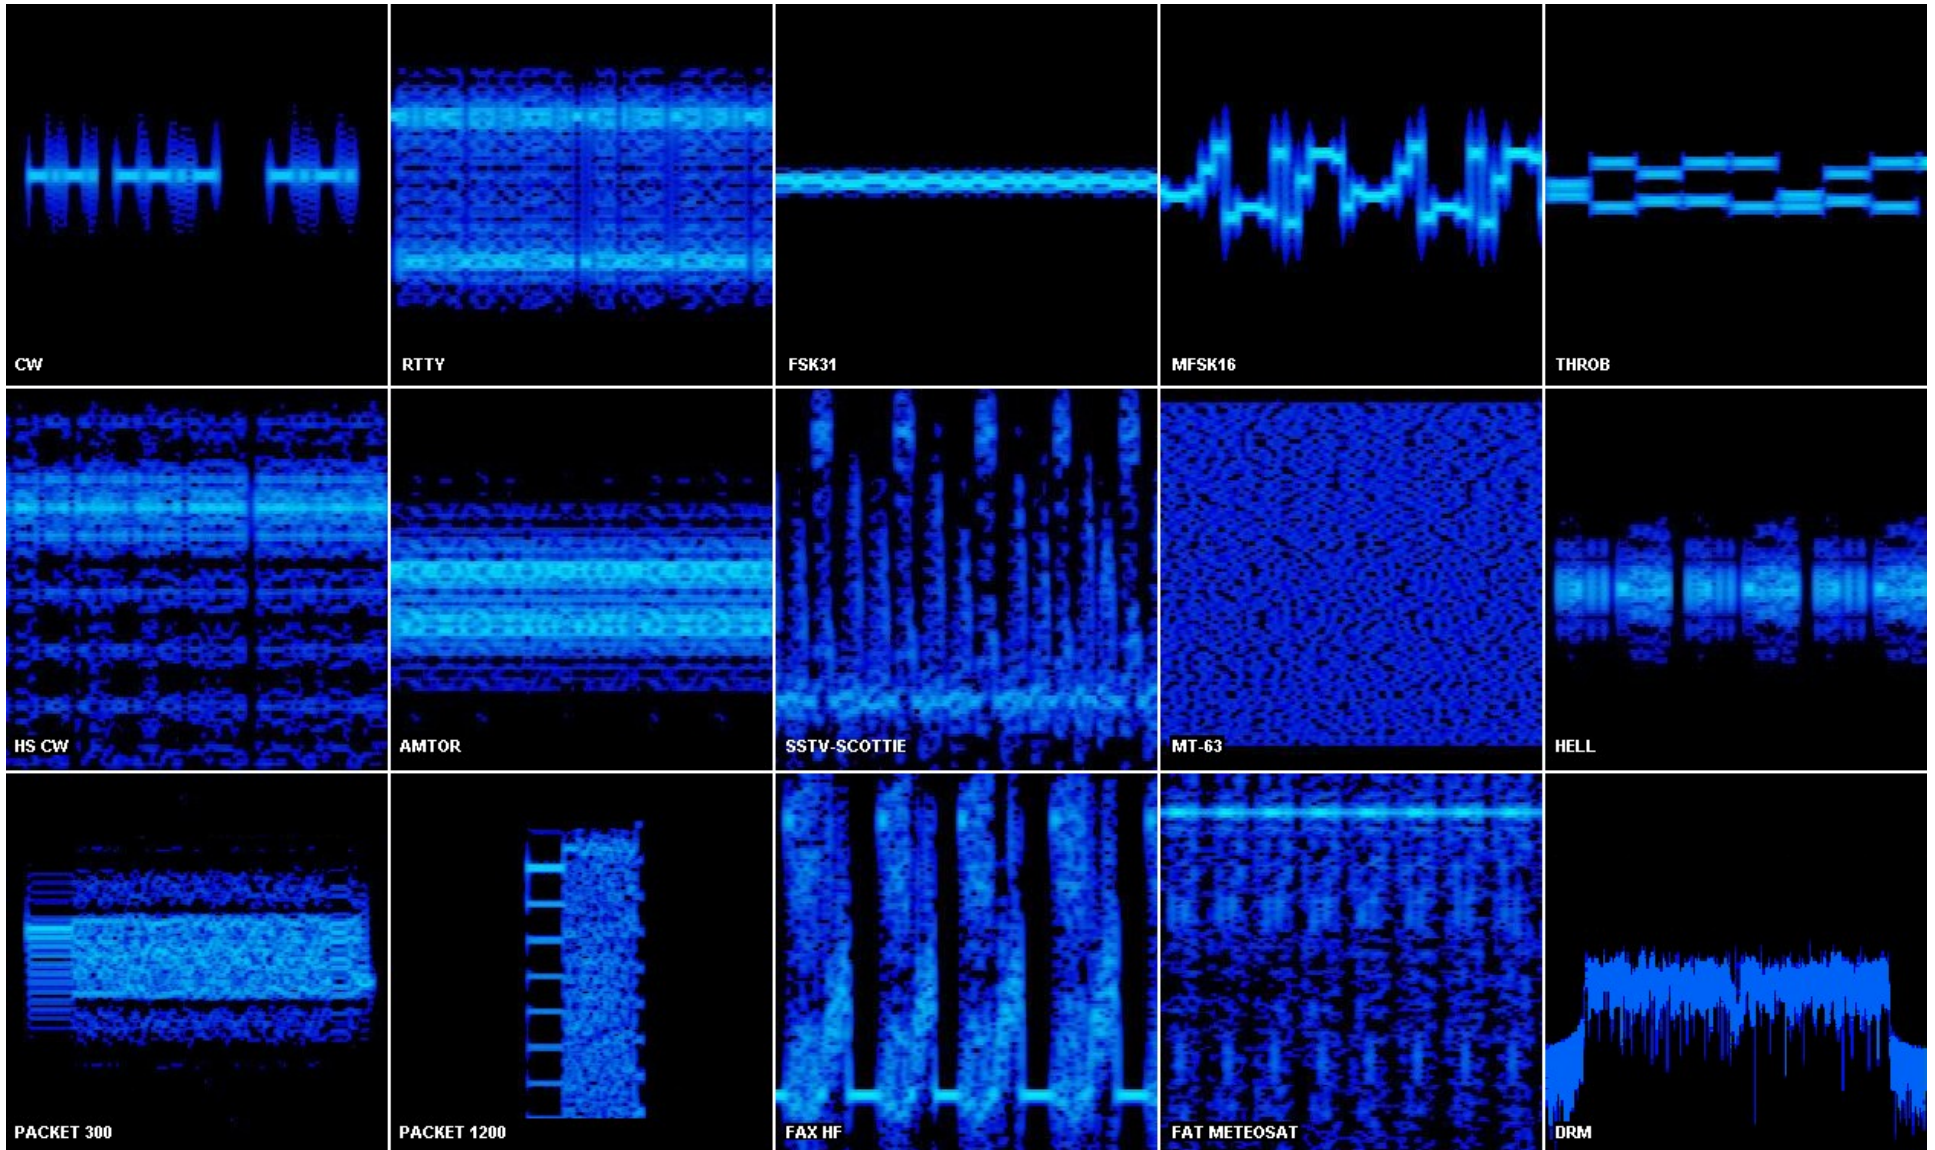 CW
RTTY
FSK31
MFSK16
THROB
HS CW
AMTOR
SSTV-SCOTTIE
MT-63
HELL
PACKET 300
PACKET 1200
FAX HF
FAT METEOSAT
DRM